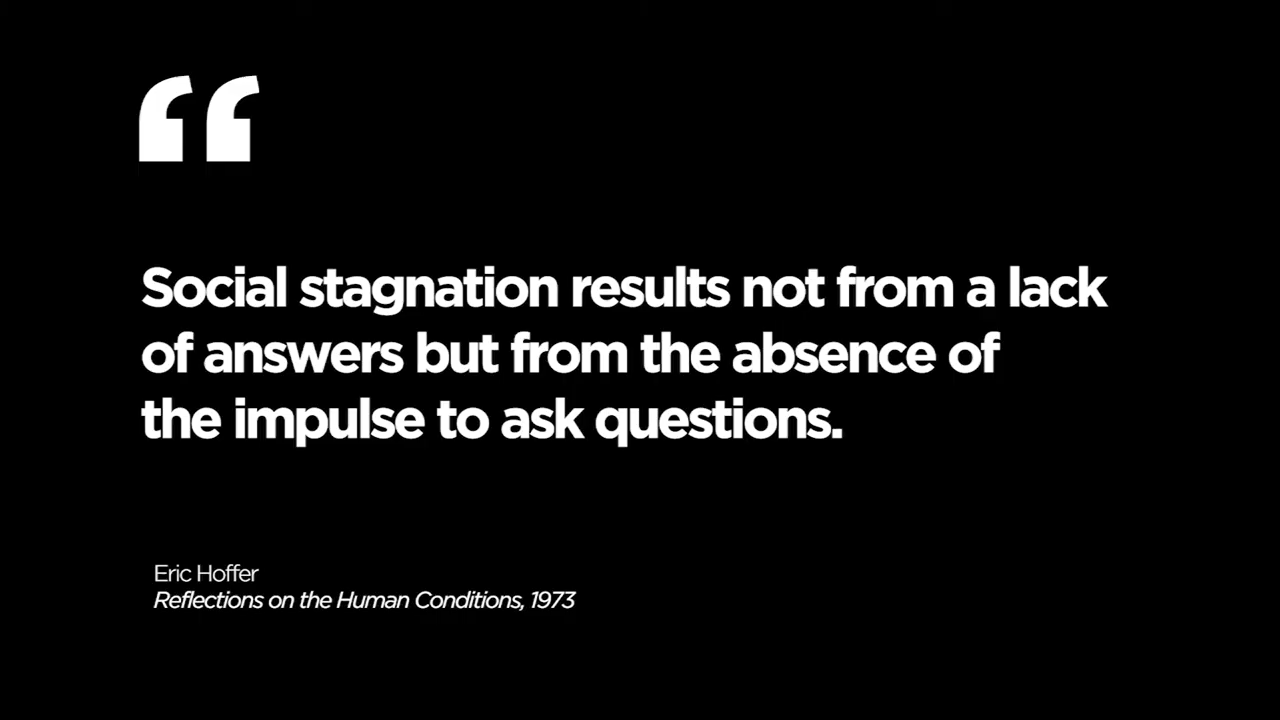 “
Social stagnation results not from a lack
of answers but from the absence of
the impulse to ask questions.
Eric Hoffer
Reflections on the Human Conditions, 1973